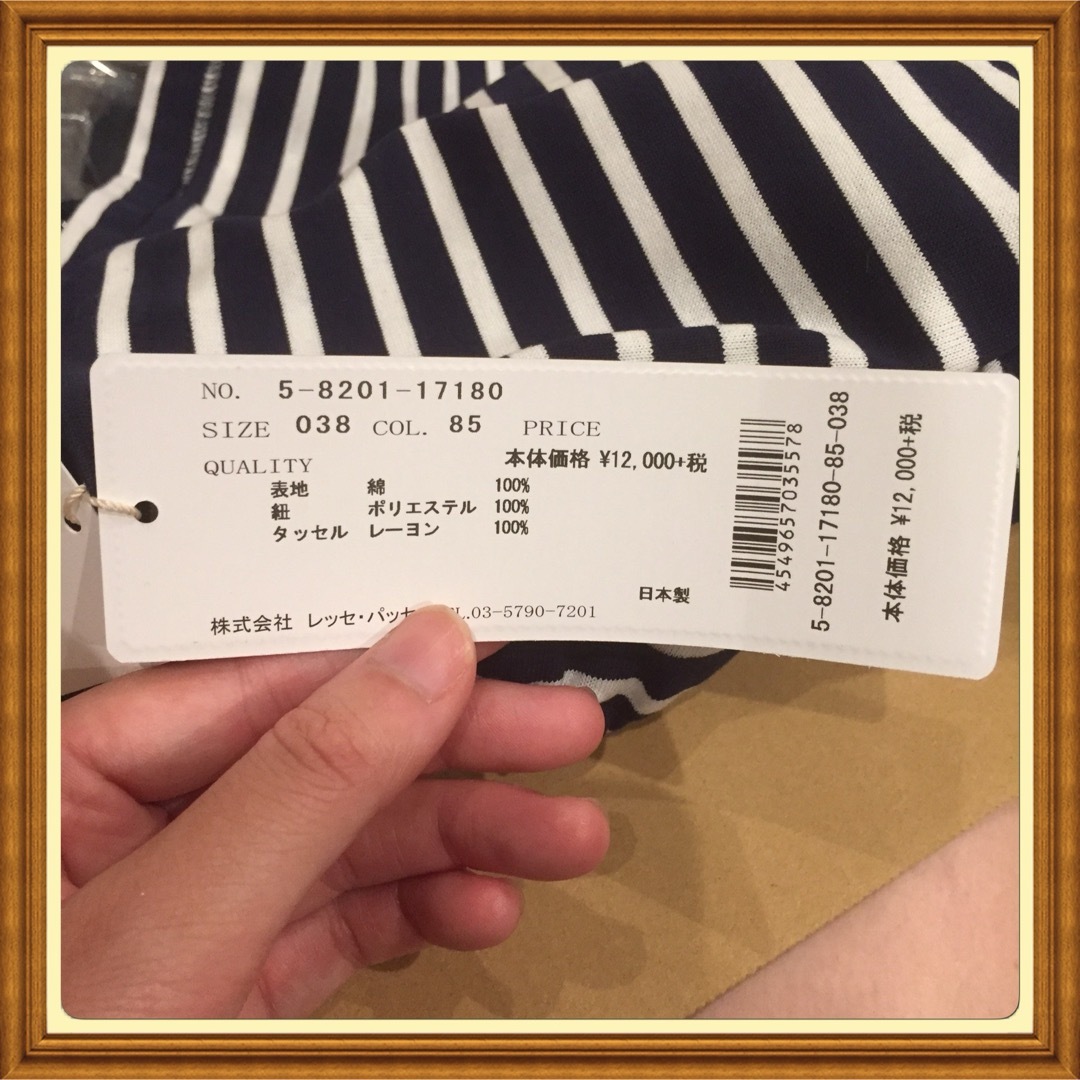 NO. 5-8201-17180
SIZE 038 COL. 85 PRICE
本体価格 ¥12,000+税
QUALITY
表地 綿 100%
紐 ポリエステル 100%
タッセル レーヨン 100%
日本製
株式会社 レッセ・パッセ L.03-5790-7201
4549657035578
5-8201-17180-85-038
本体価格 ¥12,000+税